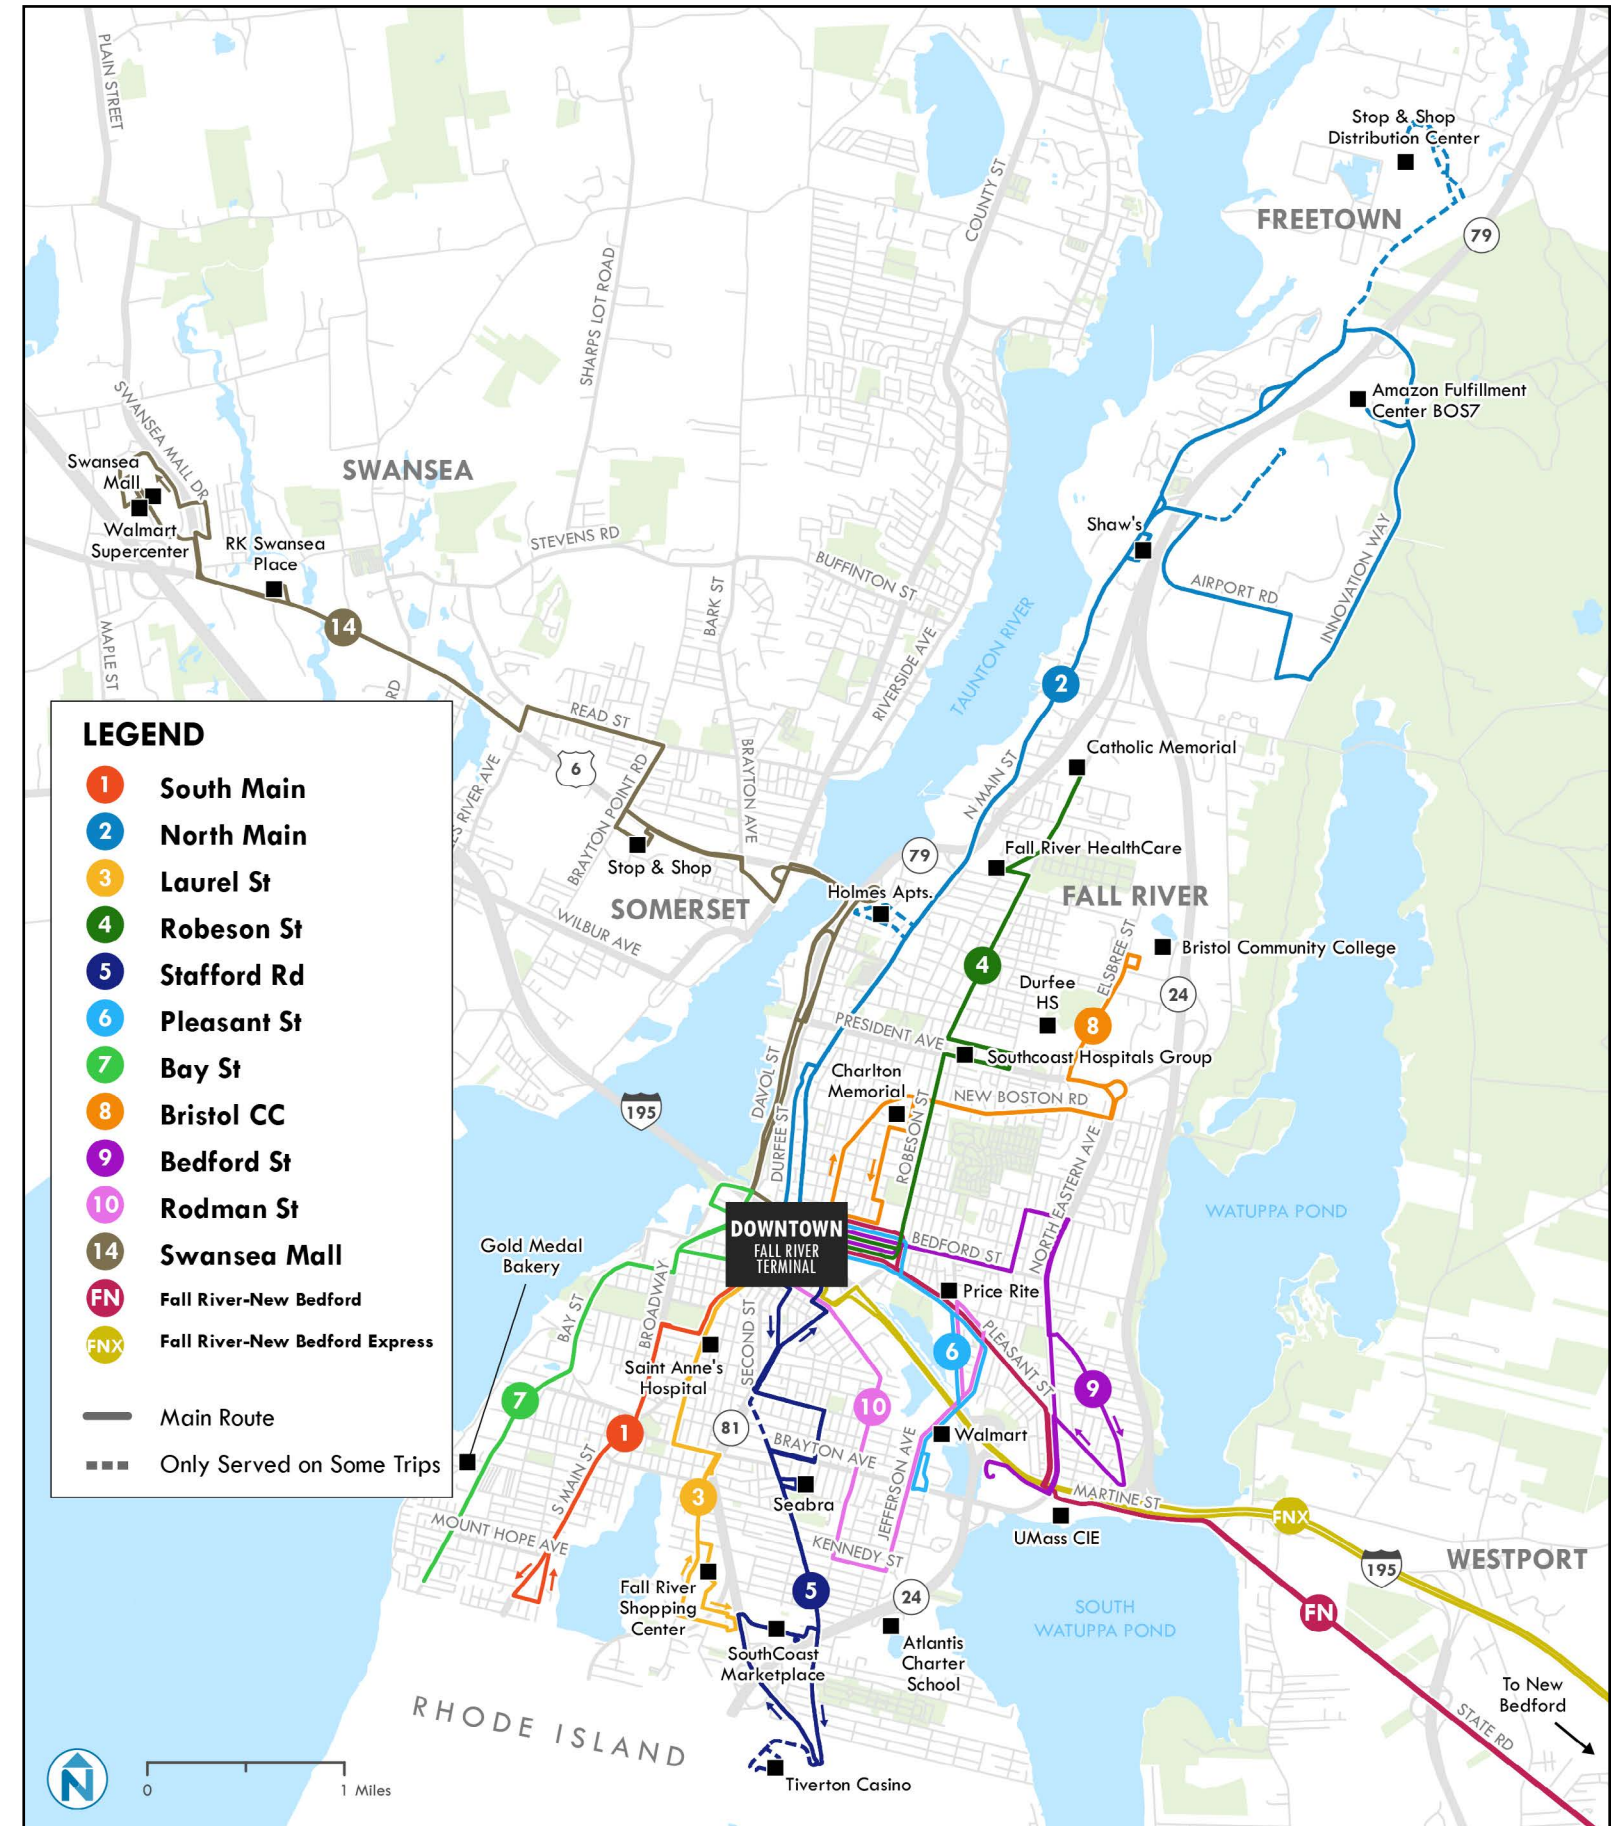 PLAIN STREET
Stop & Shop
Distribution Center
FREETOWN
79
COUNTY ST
SHARPS LOT ROAD
SWANSEA MALL DR
Amazon Fulfillment
Center BOS7
Swansea
Mall
SWANSEA
Walmart
Supercenter
RK Swansea
Place
STEVENS RD
Shaw's
BUFFINTON ST
AIRPORT RD
INNOVATION WAY
BARK ST
14
MAPLE ST
TAUNTON RIVER
RIVERSIDE AVE
2
RD
READ ST
6
BRAYTON POINT RD
BRAYTON AVE
N MAIN ST
Catholic Memorial
S RIVER AVE
79
Fall River HealthCare
Stop & Shop
Holmes Apts.
FALL RIVER
SOMERSET
WILBUR AVE
ELSBREE ST
Bristol Community College
4
Durfee
HS
24
8
PRESIDENT AVE
Southcoast Hospitals Group
DAVOL ST
Charlton
Memorial
NEW BOSTON RD
195
DURFEE ST
ROBESON ST
NORTH EASTERN AVE
WATUPPA POND
DOWNTOWN
FALL RIVER
TERMINAL
BEDFORD ST
Gold Medal
Bakery
Price Rite
BAY ST
BROADWAY
SECOND ST
PLEASANT ST
6
Saint Anne's
Hospital
7
9
10
1
81
Walmart
BRAYTON AVE
JEFFERSON AVE
S MAIN ST
3
Seabra
MARTINE ST
FNX
UMass CIE
MOUNT HOPE AVE
KENNEDY ST
195
WESTPORT
5
24
Fall River
Shopping
Center
FN
SOUTH
WATUPPA POND
SouthCoast
Marketplace
Atlantis
Charter
School
To New
Bedford
STATE RD
RHODE ISLAND
Tiverton Casino
LEGEND
1 South Main
2 North Main
3 Laurel St
4 Robeson St
5 Stafford Rd
6 Pleasant St
7 Bay St
8 Bristol CC
9 Bedford St
10 Rodman St
14 Swansea Mall
FN Fall River-New Bedford
FNX Fall River-New Bedford Express
Main Route
Only Served on Some Trips
N
0 1 Miles